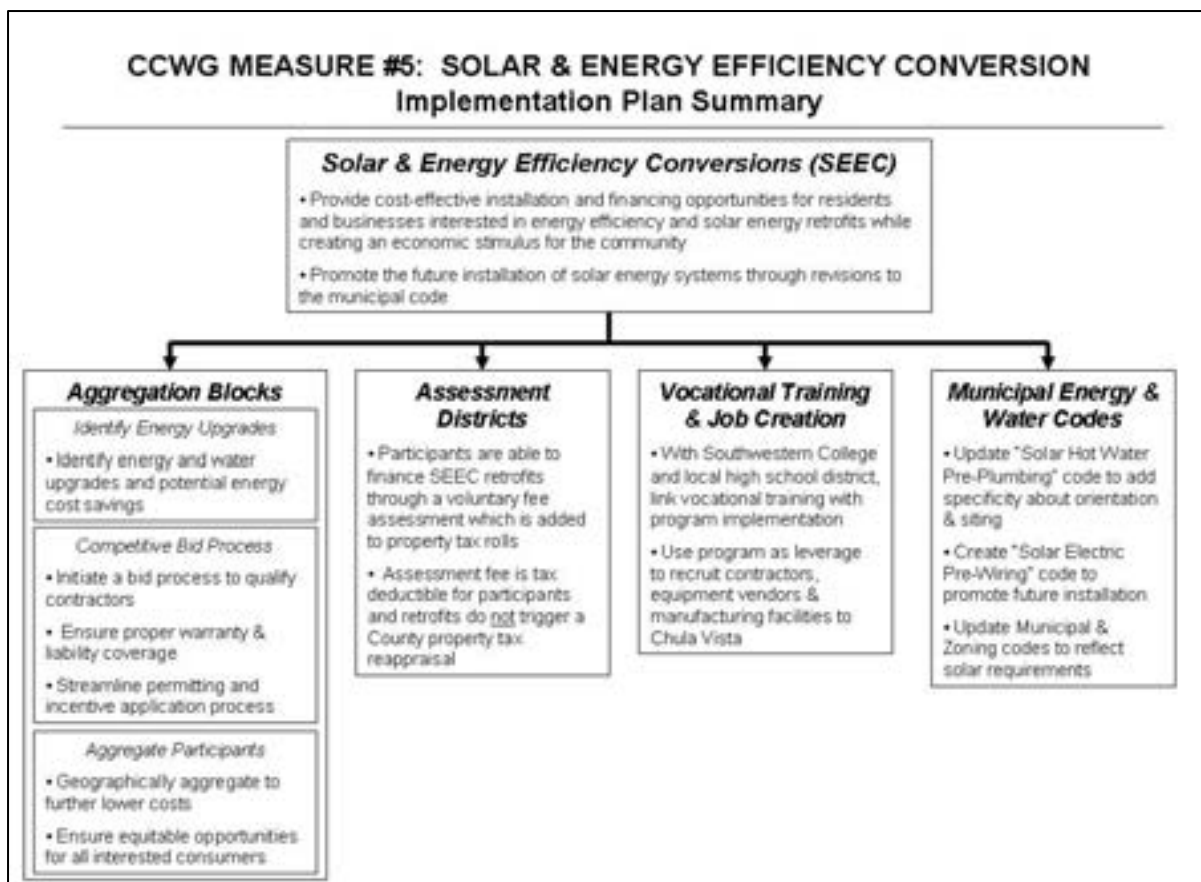 CCWG MEASURE #5:  SOLAR & ENERGY EFFICIENCY CONVERSION
Implementation Plan Summary
Solar & Energy Efficiency Conversions (SEEC)
• Provide cost-effective installation and financing opportunities for residents
and businesses interested in energy efficiency and solar energy retrofits while
creating an economic stimulus for the community
• Promote the future installation of solar energy systems through revisions to
the municipal code
Aggregation Blocks
Identify Energy Upgrades
• Identify energy and water
upgrades and potential energy
cost savings
Competitive Bid Process
• Initiate a bid process to qualify
contractors
• Ensure proper warranty &
liability coverage
• Streamline permitting and
incentive application process
Aggregate Participants
• Geographically aggregate to
further lower costs
• Ensure equitable opportunities
for all interested consumers
Assessment
Districts
• Participants are able to
finance SEEC retrofits
through a voluntary fee
assessment which is added
to property tax rolls
• Assessment fee is tax
deductible for participants
and retrofits do not trigger a
County property tax
reappraisal
Vocational Training
& Job Creation
• With Southwestern College
and local high school district,
link vocational training with
program implementation
• Use program as leverage
to recruit contractors,
equipment vendors &
manufacturing facilities to
Chula Vista
Municipal Energy &
Water Codes
• Update "Solar Hot Water
Pre-Plumbing" code to add
specificity about orientation
& siting
• Create "Solar Electric
Pre-Wiring" code to
promote future installation
• Update Municipal &
Zoning codes to reflect
solar requirements